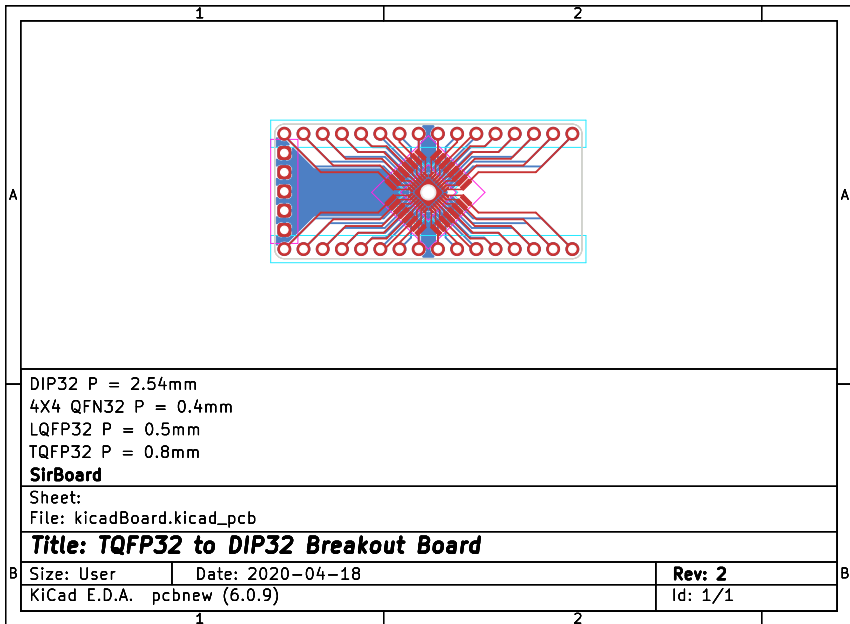 1 2
A A
DIP32 P = 2.54mm
4X4 QFN32 P = 0.4mm
LQFP32 P = 0.5mm
TQFP32 P = 0.8mm
SirBoard
Sheet:
File: kicadBoard.kicad_pcb
Title: TQFP32 to DIP32 Breakout Board
B Size: User Date: 2020-04-18 Rev: 2 B
KiCad E.D.A. pcbnew (6.0.9) Id: 1/1
1 2